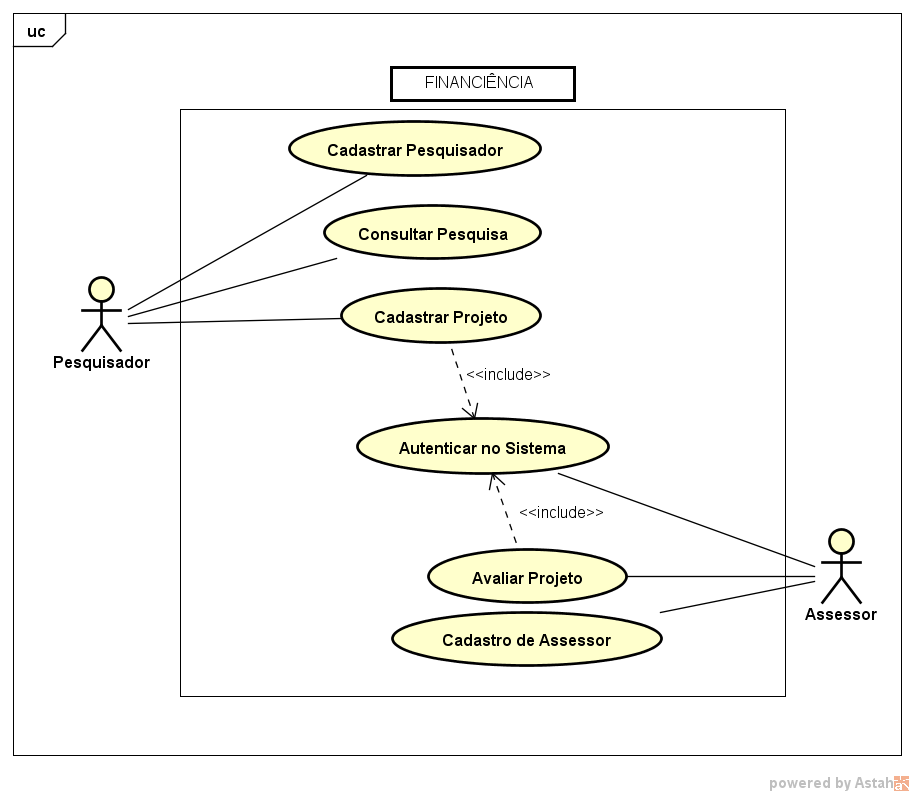 uc
FINANCIÊNCIA
Cadastrar Pesquisador
Consultar Pesquisa
Cadastrar Projeto
Pesquisador
<<include>>
Autenticar no Sistema
<<include>>
Avaliar Projeto
Assessor
Cadastro de Assessor
powered by Astah